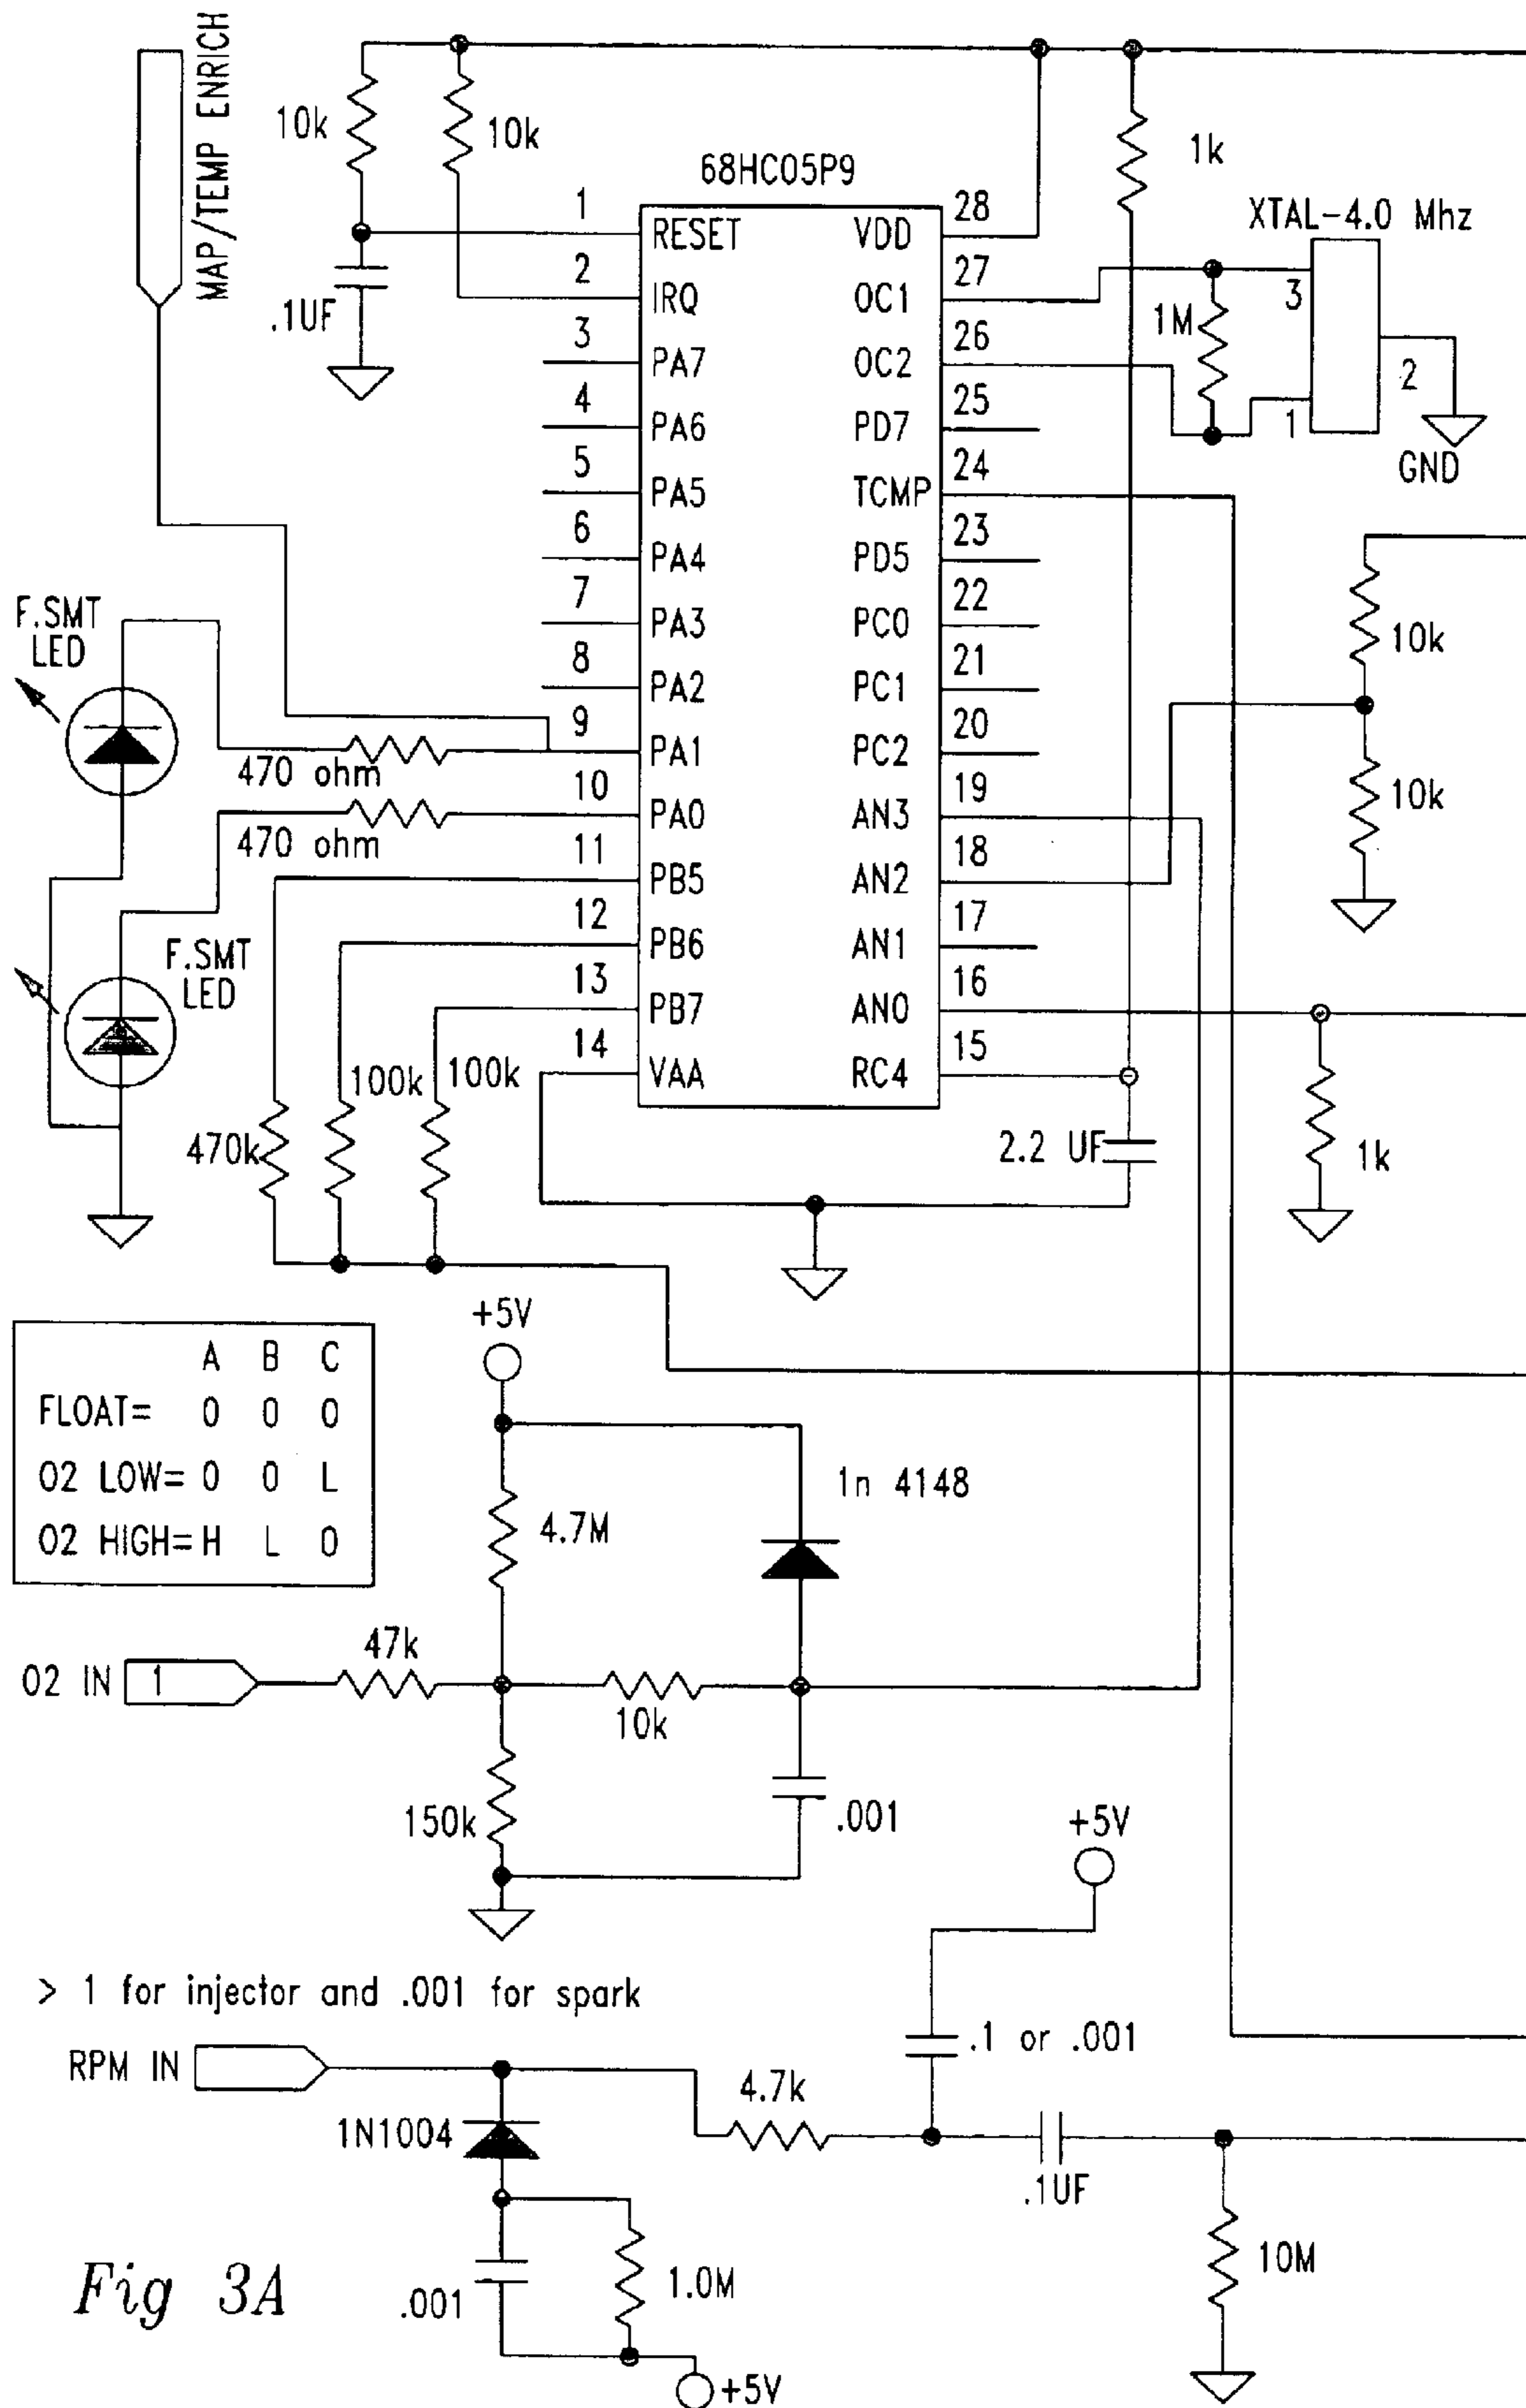 MAP/TEMP ENRICH
10k
10k
68HC05P9
1k
XTAL-4.0 Mhz
1 RESET VDD 28
2 IRQ OC1 27
3 PA7 OC2 26
4 PA6 PD7 25
5 PA5 TCMP 24
6 PA4 PD5 23
7 PA3 PC0 22
8 PA2 PC1 21
9 PA1 PC2 20
10 PA0 AN3 19
11 PB5 AN2 18
12 PB6 AN1 17
13 PB7 AN0 16
14 VAA RC4 15
.1UF
1M
3
2
1
GND
F.SMT
LED
10k
470 ohm
10k
470 ohm
F.SMT
LED
100k
100k
470k
2.2 UF
1k
+5V
A B C
FLOAT= 0 0 0
O2 LOW= 0 0 L
O2 HIGH= H L 0
4.7M
1n 4148
47k
O2 IN 1
10k
150k
.001
+5V
> 1 for injector and .001 for spark
RPM IN
.1 or .001
4.7k
1N1004
.1UF
10M
Fig 3A
.001
1.0M
+5V